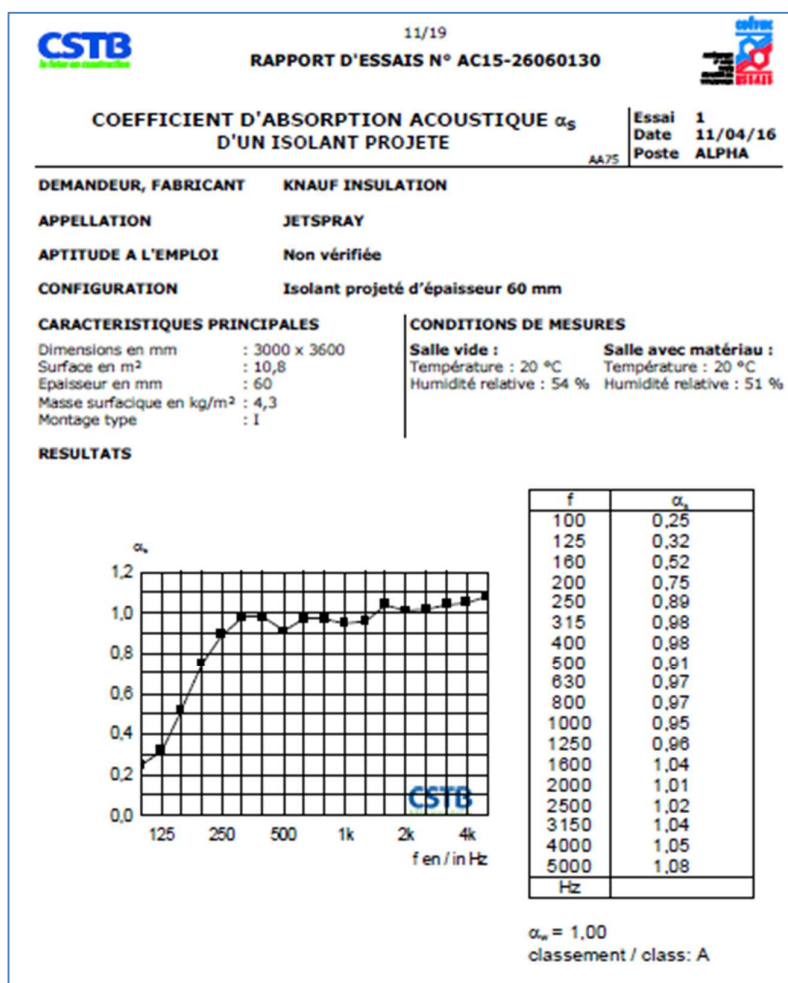 CSTB
le futur en construction
11/19
RAPPORT D'ESSAIS N° AC15-26060130
cofrac
ESSAIS
COEFFICIENT D'ABSORPTION ACOUSTIQUE αs
D'UN ISOLANT PROJETE
AA75
Essai 1
Date 11/04/16
Poste ALPHA
DEMANDEUR, FABRICANT KNAUF INSULATION
APPELLATION JETSPRAY
APTITUDE A L'EMPLOI Non vérifiée
CONFIGURATION Isolant projeté d'épaisseur 60 mm
CARACTERISTIQUES PRINCIPALES
Dimensions en mm : 3000 x 3600
Surface en m² : 10,8
Epaisseur en mm : 60
Masse surfacique en kg/m² : 4,3
Montage type : I
CONDITIONS DE MESURES
Salle vide : Salle avec matériau :
Température : 20 °C Température : 20 °C
Humidité relative : 54 % Humidité relative : 51 %
RESULTATS
αs
1,2
1,0
0,8
0,6
0,4
0,2
0,0
125 250 500 1k 2k 4k
f en / in Hz
CSTB
f αs
100 0,25
125 0,32
160 0,52
200 0,75
250 0,89
315 0,98
400 0,98
500 0,91
630 0,97
800 0,97
1000 0,95
1250 0,96
1600 1,04
2000 1,01
2500 1,02
3150 1,04
4000 1,05
5000 1,08
Hz
αw = 1,00
classement / class: A